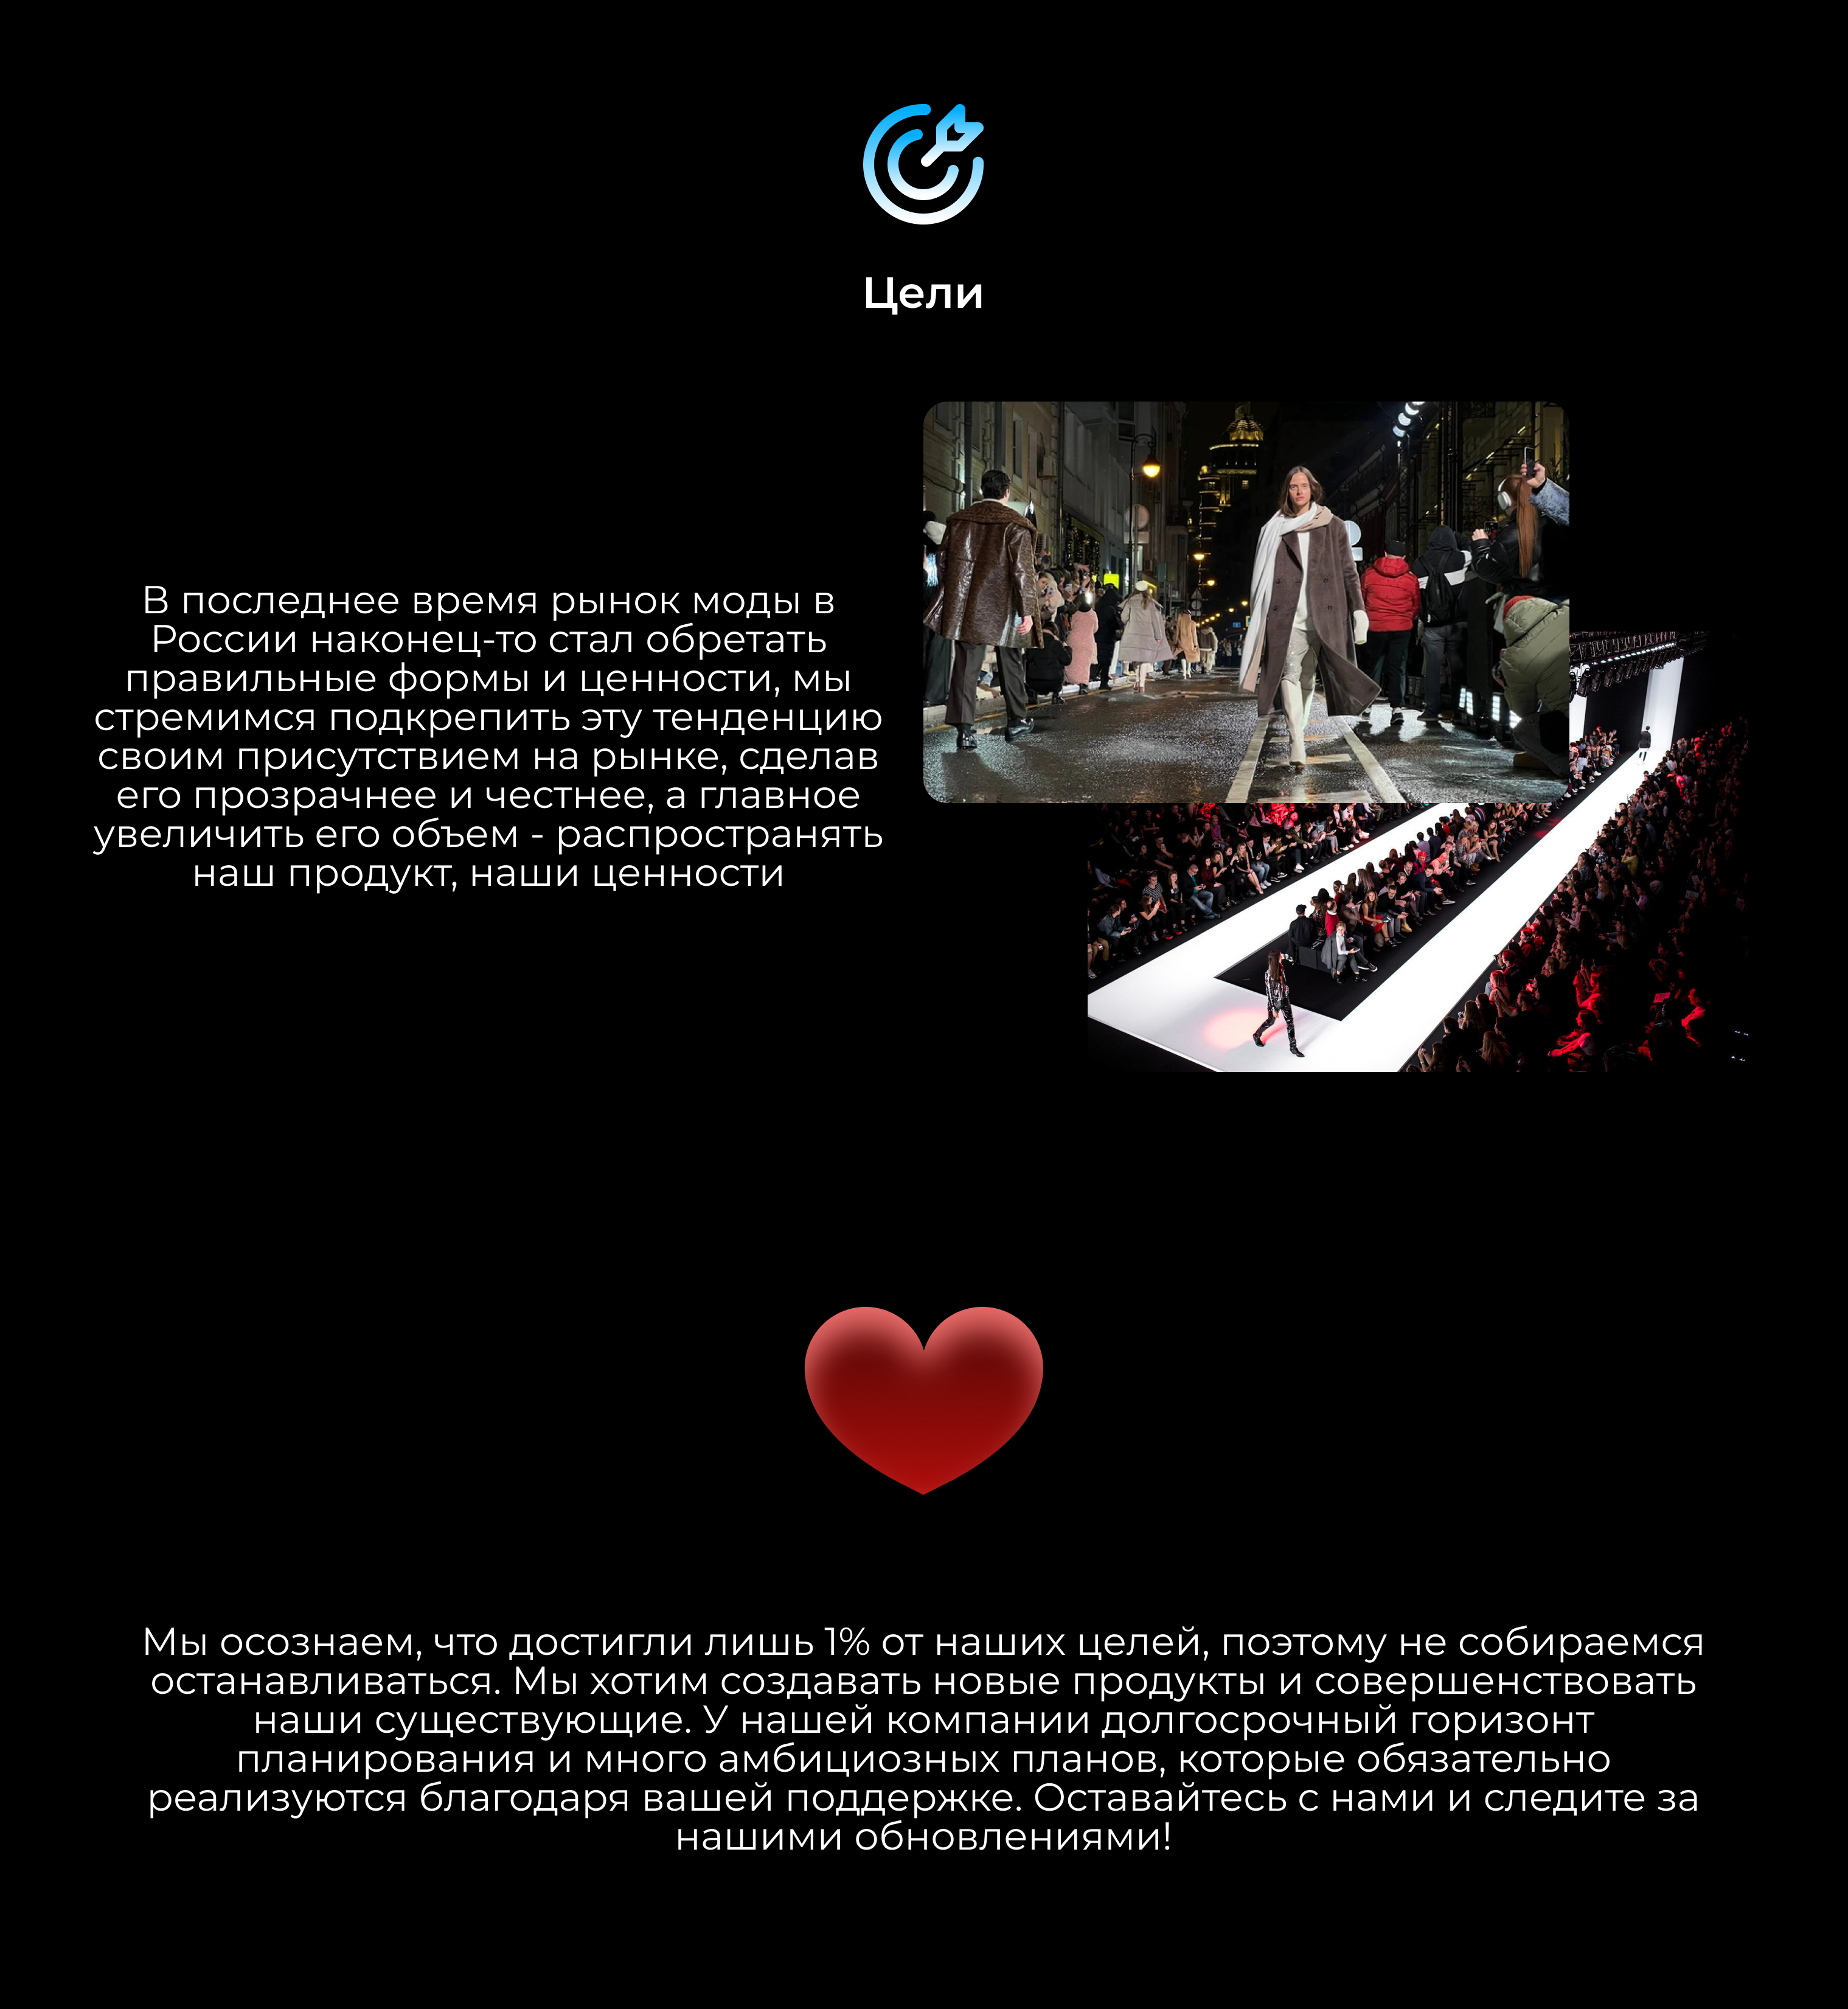 Цели
В последнее время рынок моды в
России наконец-то стал обретать
правильные формы и ценности, мы
стремимся подкрепить эту тенденцию
своим присутствием на рынке, сделав
его прозрачнее и честнее, а главное
увеличить его объем - распространять
наш продукт, наши ценности
Мы осознаем, что достигли лишь 1% от наших целей, поэтому не собираемся
останавливаться. Мы хотим создавать новые продукты и совершенствовать
наши существующие. У нашей компании долгосрочный горизонт
планирования и много амбициозных планов, которые обязательно
реализуются благодаря вашей поддержке. Оставайтесь с нами и следите за
нашими обновлениями!